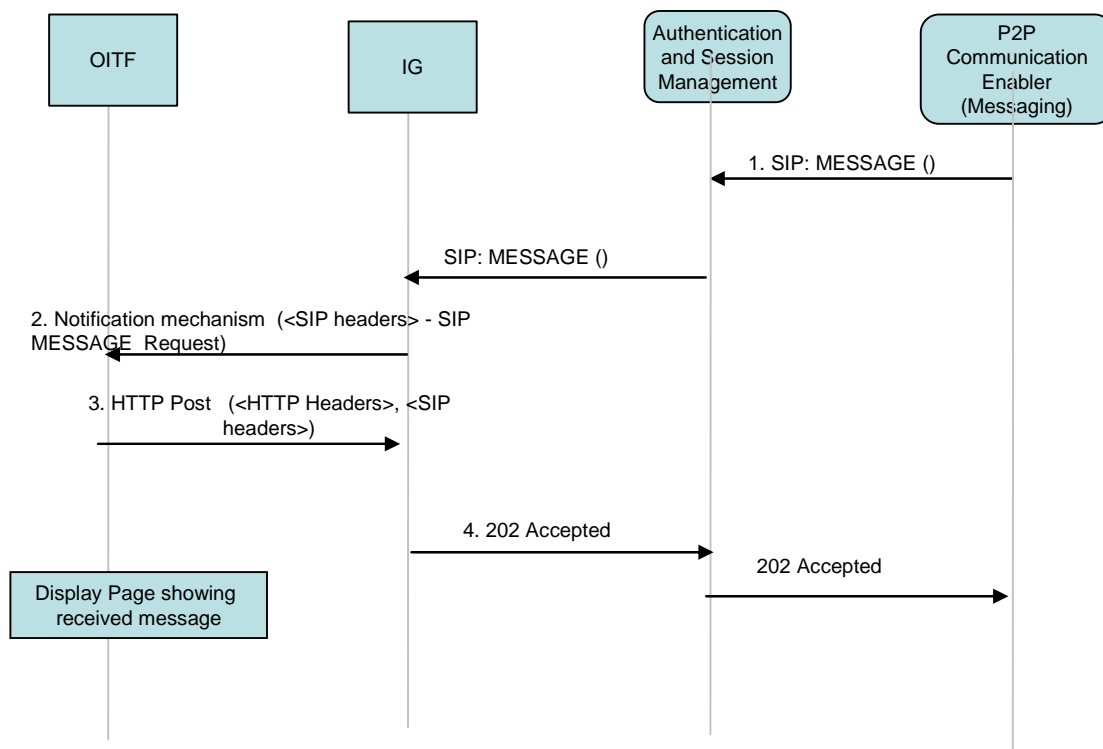 OITF
IG
Authentication
and Session
Management
P2P
Communication
Enabler
(Messaging)
1. SIP: MESSAGE ()
SIP: MESSAGE ()
2. Notification mechanism (<SIP headers> - SIP
MESSAGE Request)
3. HTTP Post (<HTTP Headers>, <SIP
headers>)
4. 202 Accepted
202 Accepted
Display Page showing
received message